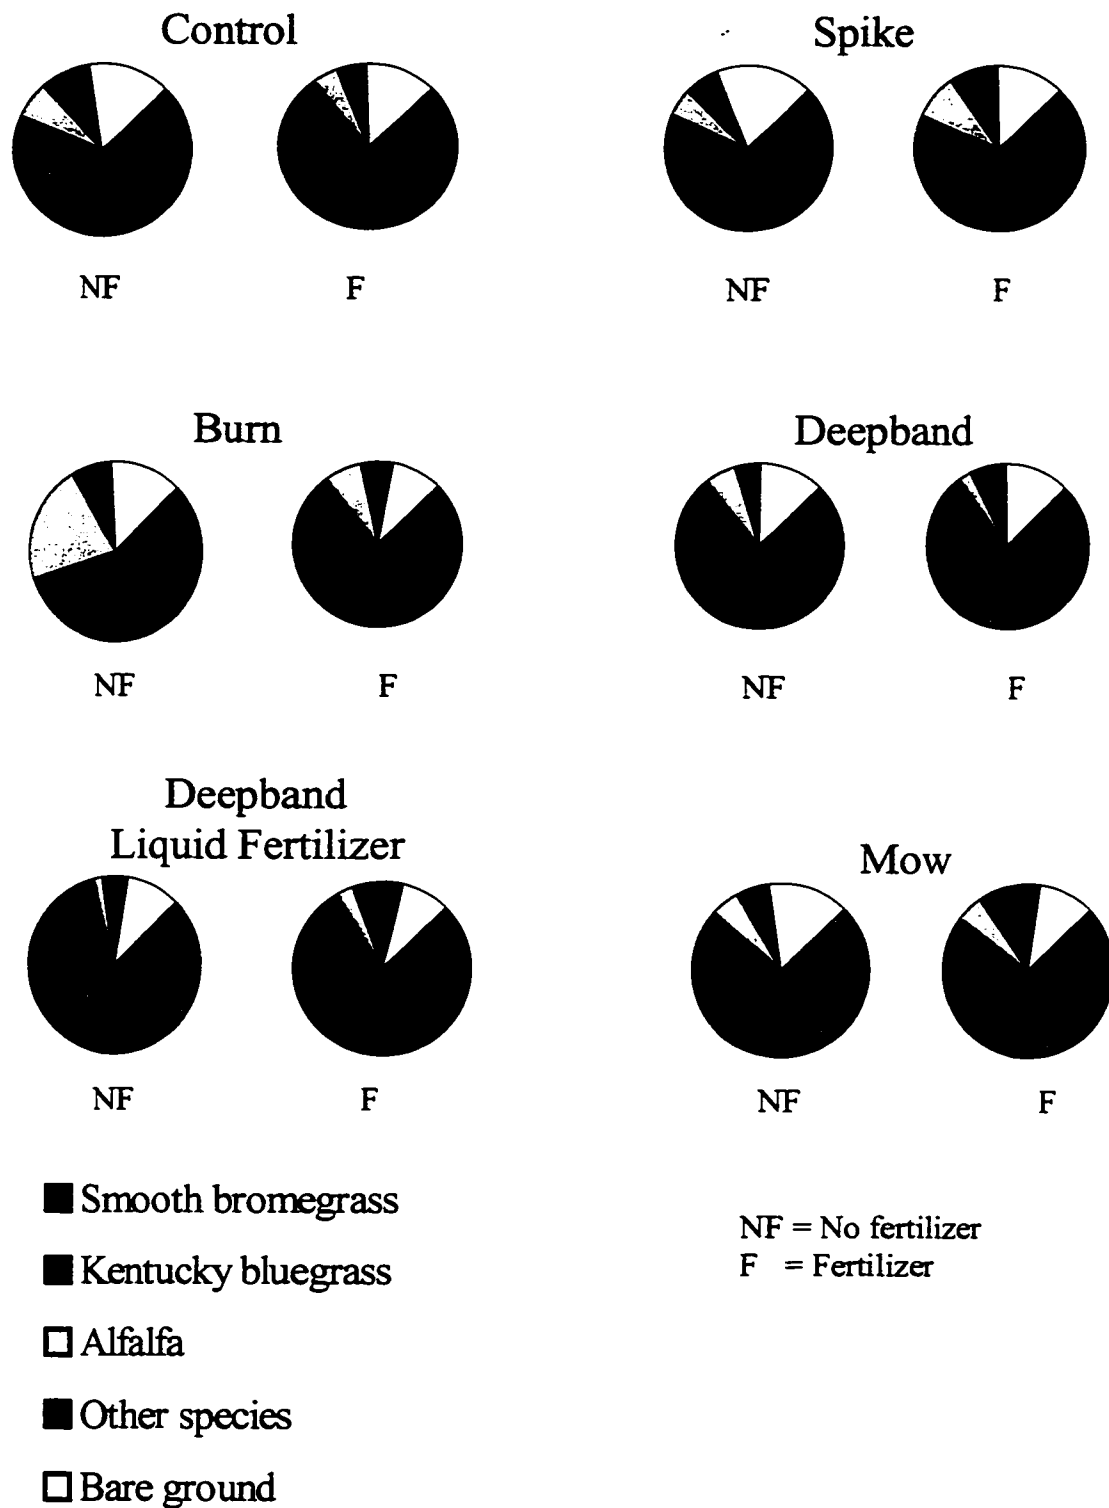 Control
Spike
NF
F
NF
F
Burn
Deepband
NF
F
NF
F
Deepband
Liquid Fertilizer
Mow
NF
F
NF
F
Smooth bromegrass
Kentucky bluegrass
Alfalfa
Other species
Bare ground
NF = No fertilizer
F = Fertilizer